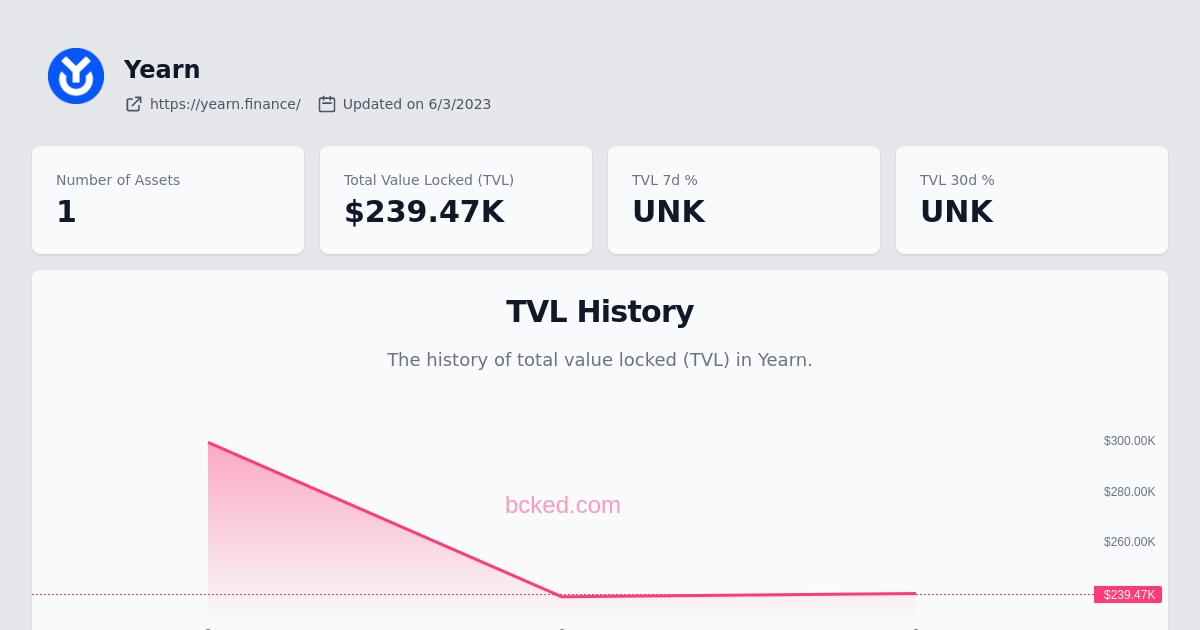 Yearn
https://yearn.finance/ Updated on 6/3/2023
Number of Assets
1
Total Value Locked (TVL)
$239.47K
TVL 7d %
UNK
TVL 30d %
UNK
TVL History
The history of total value locked (TVL) in Yearn.
$300.00K
$280.00K
bcked.com
$260.00K
$239.47K